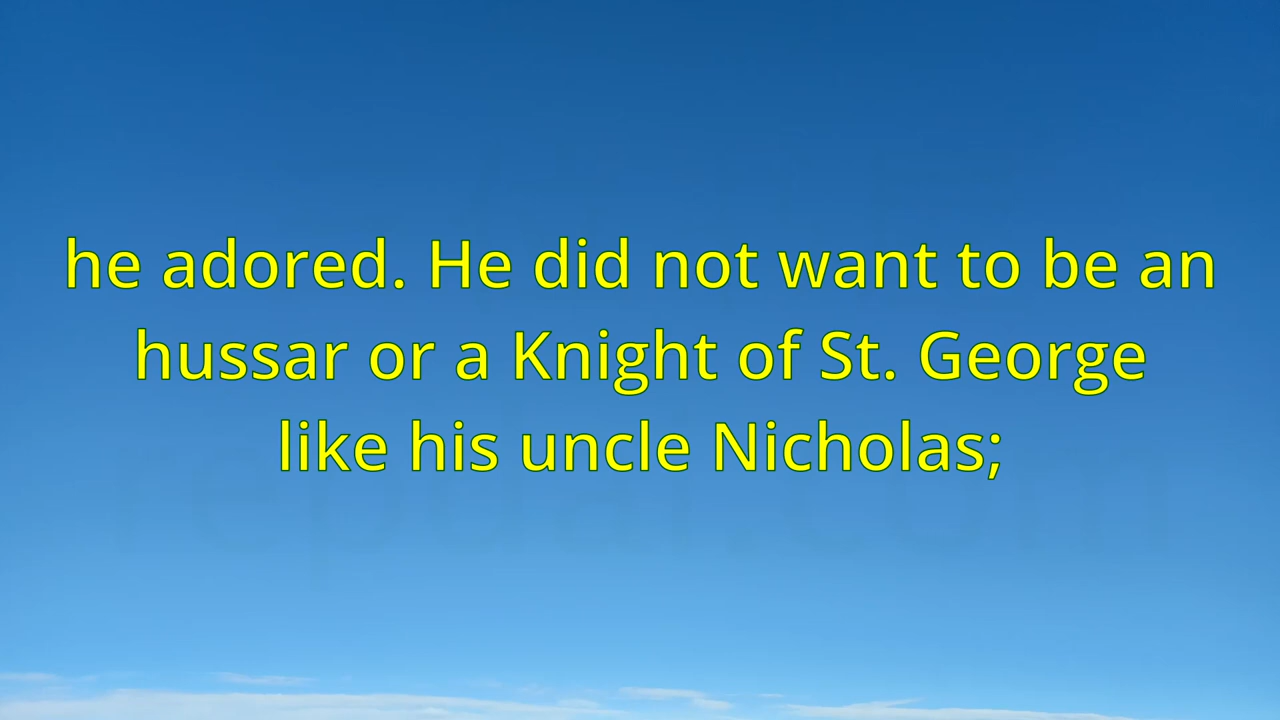 he adored. He did not want to be an
hussar or a Knight of St. George
like his uncle Nicholas;